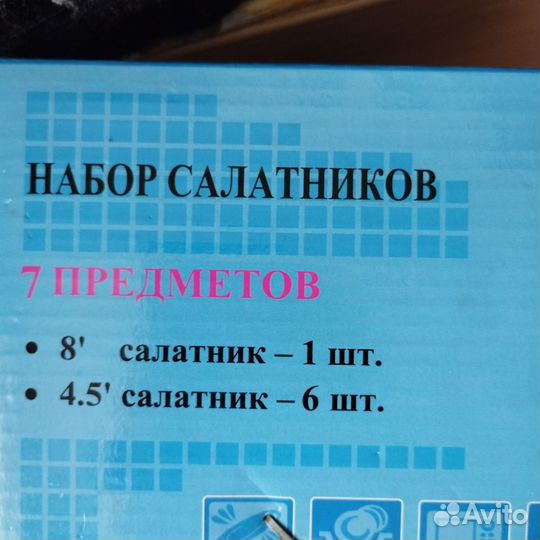 НАБОР САЛАТНИКОВ
7 ПРЕДМЕТОВ
• 8' салатник – 1 шт.
• 4.5' салатник – 6 шт.
Avito